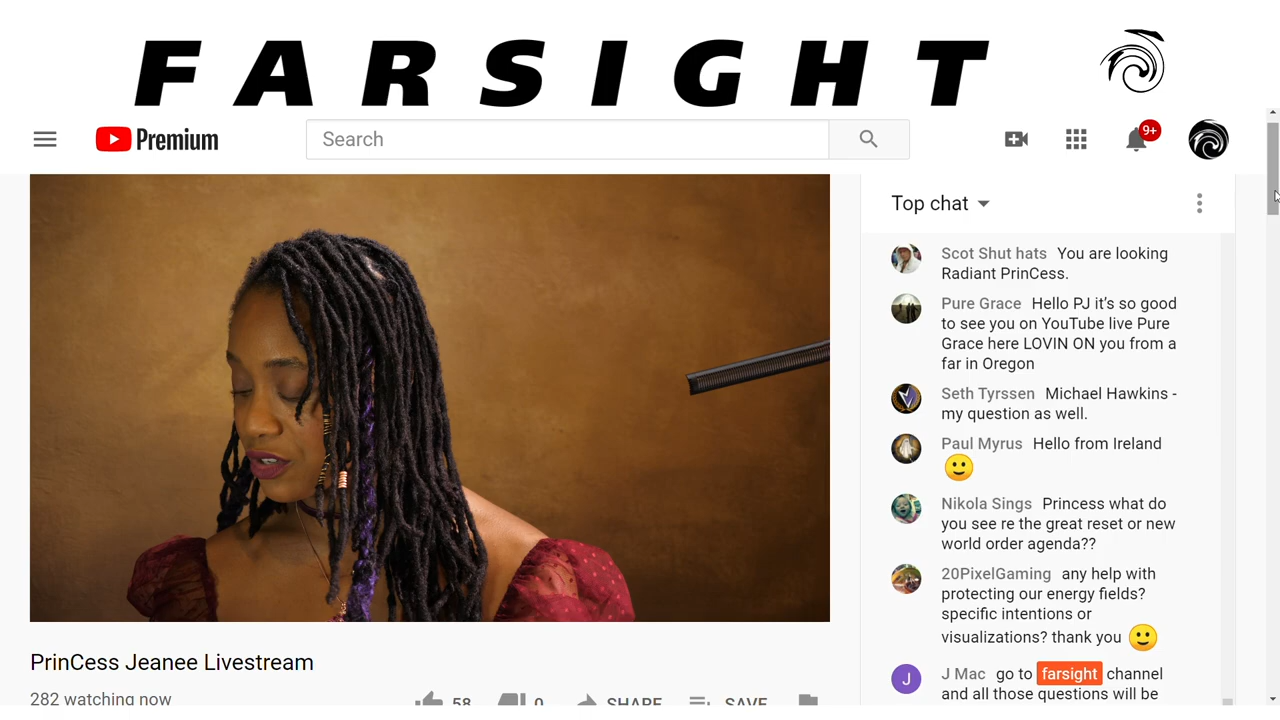 FARSIGHT
Premium
Search
9+
Top chat
Scot Shut hats You are looking
Radiant PrinCess.
Pure Grace Hello PJ it’s so good
to see you on YouTube live Pure
Grace here LOVIN ON you from a
far in Oregon
Seth Tyrssen Michael Hawkins -
my question as well.
Paul Myrus Hello from Ireland
Nikola Sings Princess what do
you see re the great reset or new
world order agenda??
20PixelGaming any help with
protecting our energy fields?
specific intentions or
visualizations? thank you
J
J Mac go to farsight channel
and all those questions will be
PrinCess Jeanee Livestream
282 watching now
58
0
SHARE
SAVE